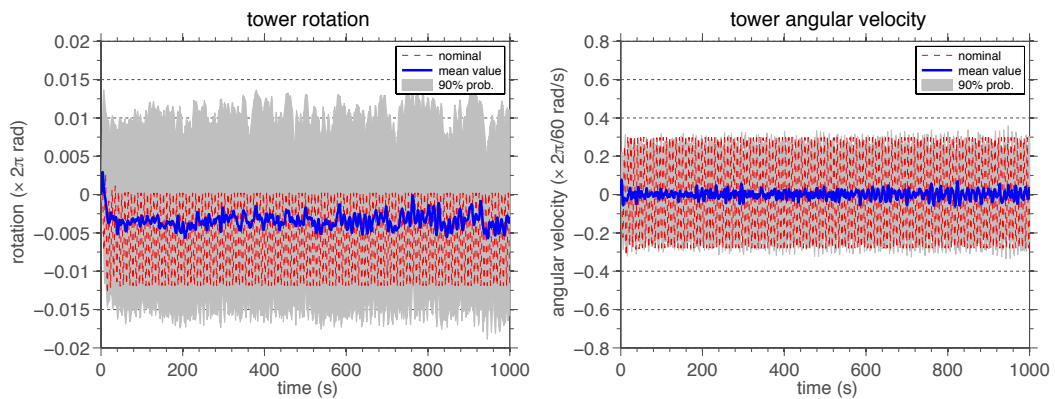 tower rotation
rotation (× 2π rad)
0.02
0.015
0.01
0.005
0
−0.005
−0.01
−0.015
−0.02
nominal
mean value
90% prob.
0 200 400 600 800 1000
time (s)
tower angular velocity
angular velocity (× 2π/60 rad/s)
0.8
0.6
0.4
0.2
0
−0.2
−0.4
−0.6
−0.8
nominal
mean value
90% prob.
0 200 400 600 800 1000
time (s)